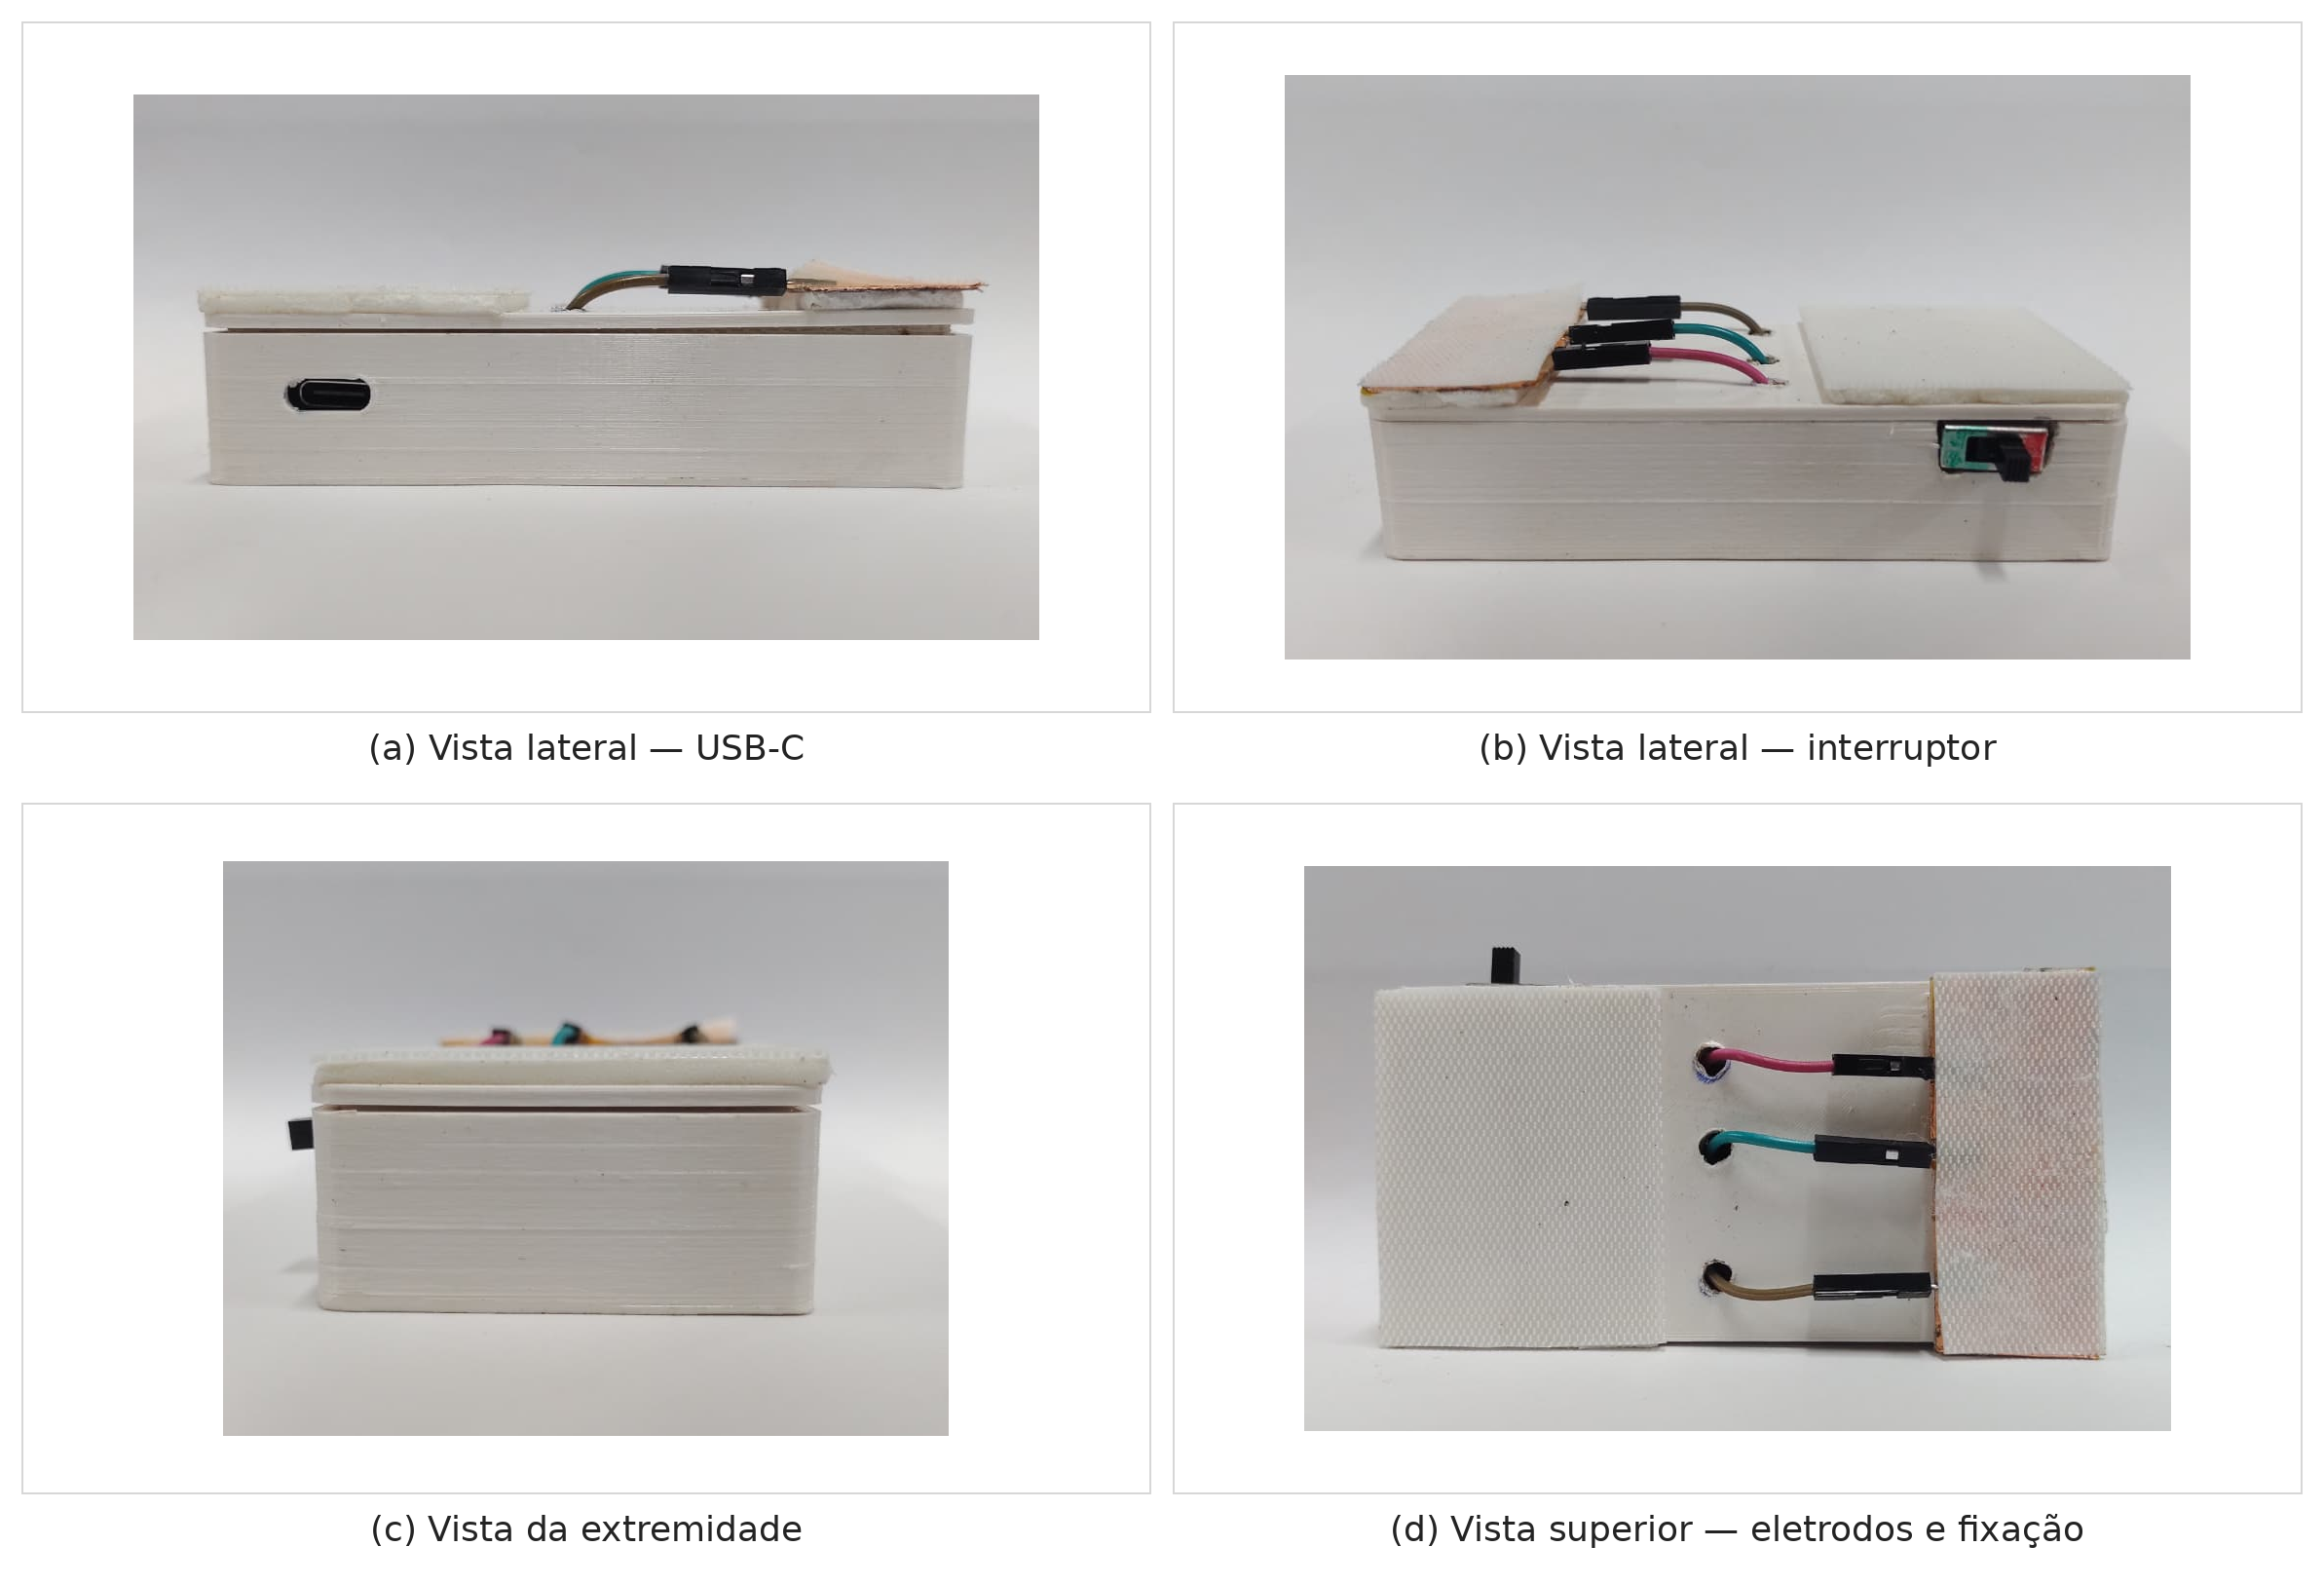 (a) Vista lateral — USB-C
(b) Vista lateral — interruptor
(c) Vista da extremidade
(d) Vista superior — eletrodos e fixação